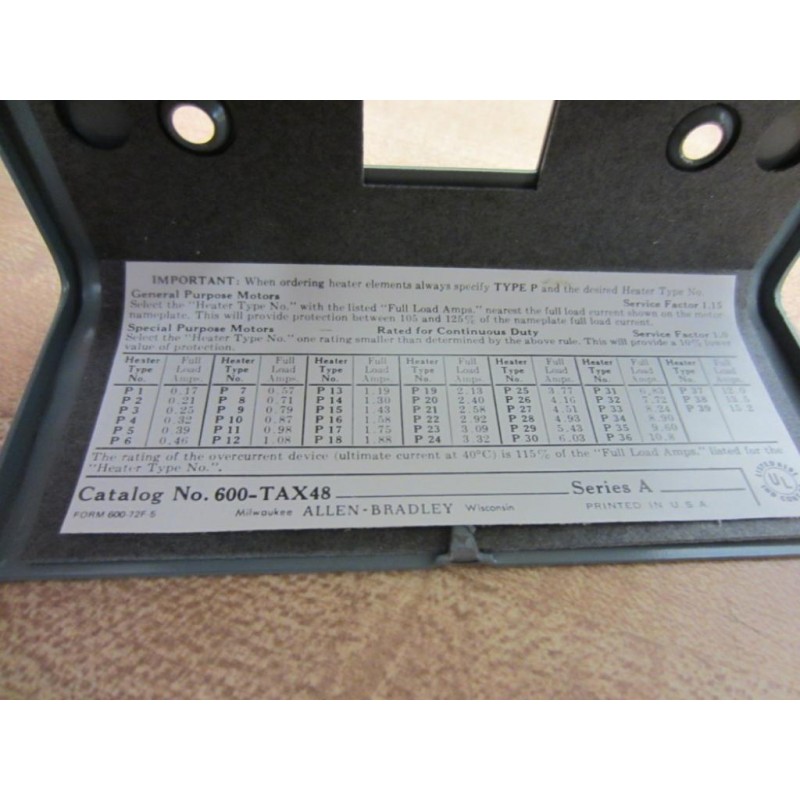 IMPORTANT: When ordering heater elements always specify TYPE P and the desired Heater Type No.
General Purpose Motors Service Factor 1.15
Select the "Heater Type No." with the listed "Full Load Amps." nearest the full load current shown on the motor
nameplate. This will provide protection between 105 and 125% of the nameplate full load current.
Special Purpose Motors Rated for Continuous Duty Service Factor 1.0
Select the "Heater Type No." one rating smaller than determined by the above rule. This will provide a 10% lower
value of protection.
Heater Full Heater Full Heater Full Heater Full Heater Full Heater Full Heater Full
Type Load Type Load Type Load Type Load Type Load Type Load Type Load
No. Amps. No. Amps. No. Amps. No. Amps. No. Amps. No. Amps. No. Amps.
P 1 0.17 P 7 0.57 P 13 1.19 P 19 2.13 P 25 3.77 P 31 6.83 P 37 12.0
P 2 0.21 P 8 0.71 P 14 1.30 P 20 2.40 P 26 4.16 P 32 7.72 P 38 13.5
P 3 0.25 P 9 0.79 P 15 1.43 P 21 2.58 P 27 4.51 P 33 8.24 P 39 15.2
P 4 0.32 P 10 0.87 P 16 1.58 P 22 2.92 P 28 4.93 P 34 8.99
P 5 0.39 P 11 0.98 P 17 1.75 P 23 3.09 P 29 5.43 P 35 9.60
P 6 0.46 P 12 1.08 P 18 1.88 P 24 3.32 P 30 6.03 P 36 10.8
The rating of the overcurrent device (ultimate current at 40°C) is 115% of the "Full Load Amps." listed for the
"Heater Type No.".
Catalog No. 600-TAX48 Series A
FORM 600-72F-5 Milwaukee ALLEN-BRADLEY Wisconsin PRINTED IN U.S.A.
UL